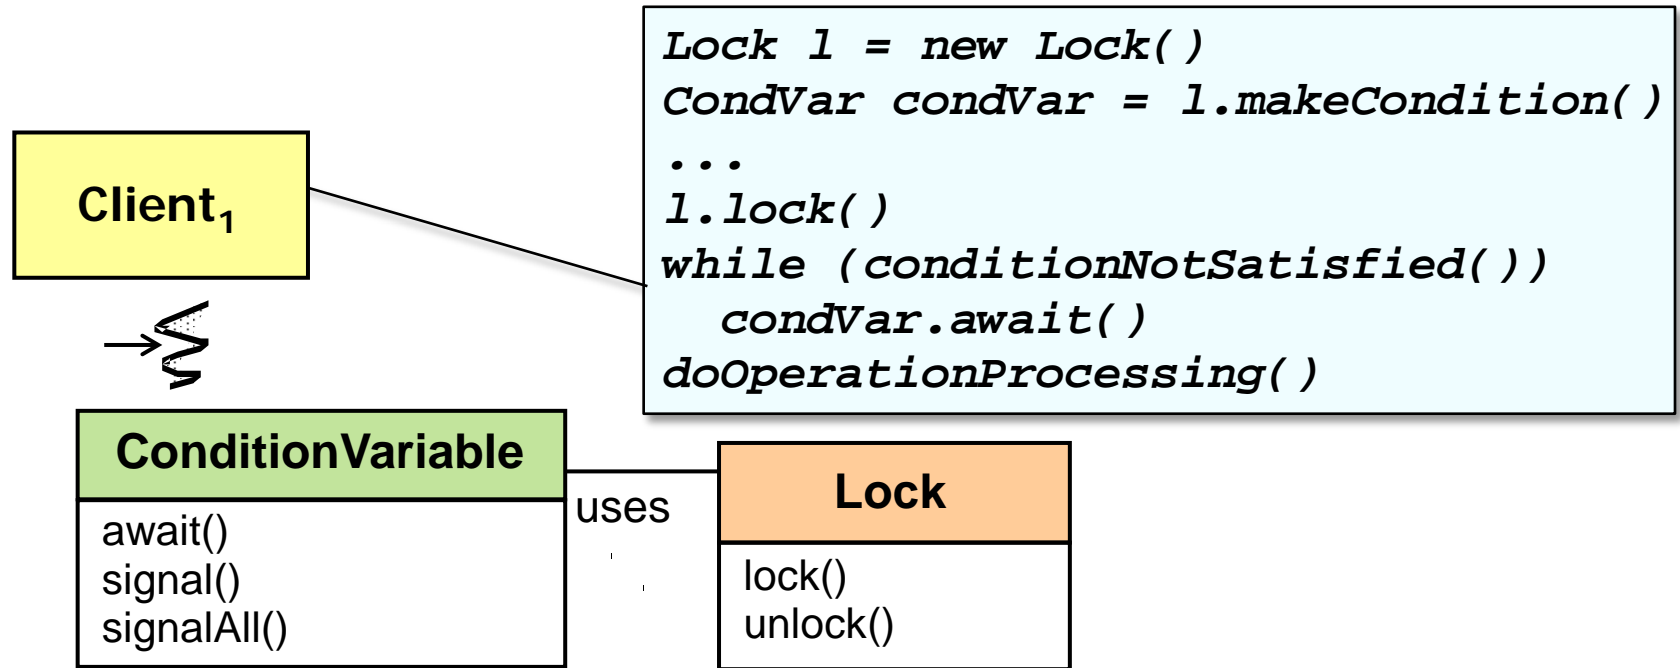 Lock l = new Lock()
CondVar condVar = l.makeCondition()
...
l.lock()
while (conditionNotSatisfied())
condVar.await()
doOperationProcessing()
Client₁
ConditionVariable
await()
signal()
signalAll()
uses
Lock
lock()
unlock()